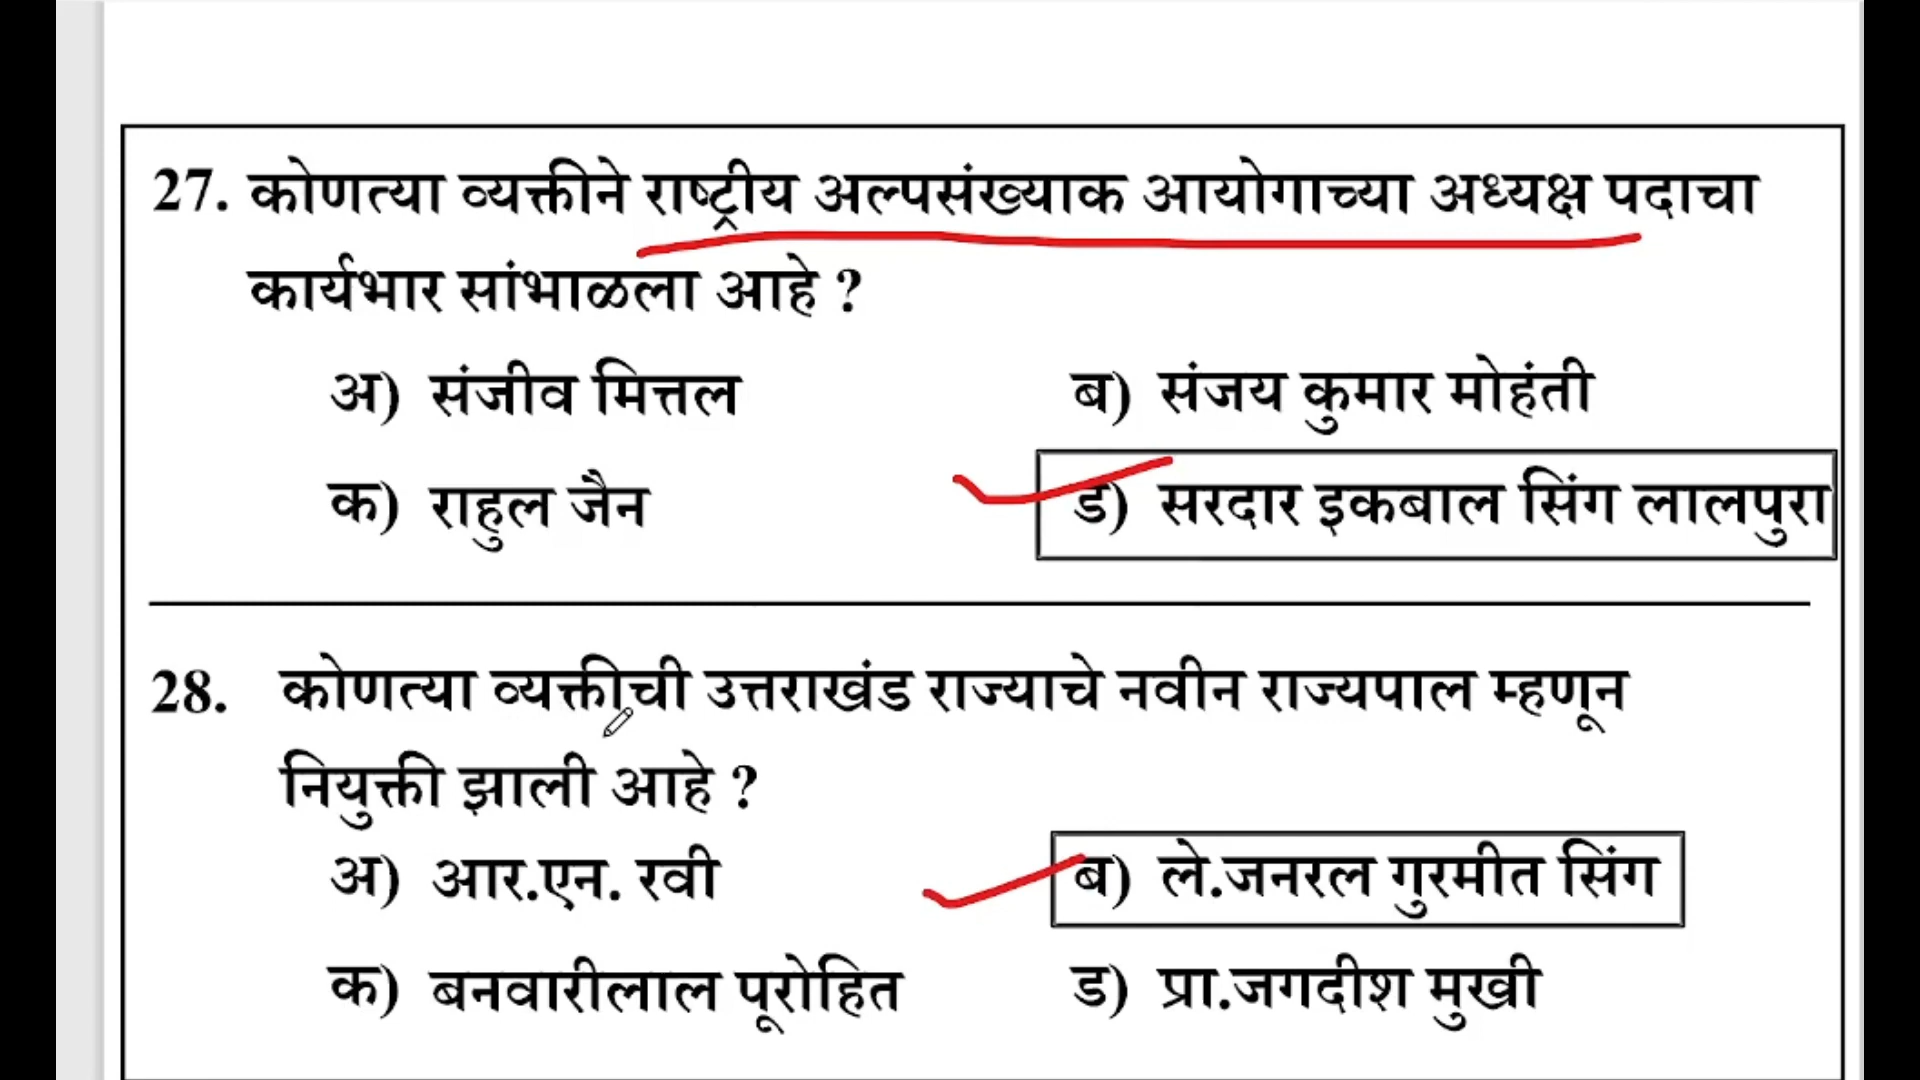 27. कोणत्या व्यक्तीने राष्ट्रीय अल्पसंख्याक आयोगाच्या अध्यक्ष पदाचा
कार्यभार सांभाळला आहे ?
अ) संजीव मित्तल ब) संजय कुमार मोहंती
क) राहुल जैन ड) सरदार इकबाल सिंग लालपुरा
28. कोणत्या व्यक्तीची उत्तराखंड राज्याचे नवीन राज्यपाल म्हणून
नियुक्ती झाली आहे ?
अ) आर.एन. रवी ब) ले.जनरल गुरमीत सिंग
क) बनवारीलाल पूरोहित ड) प्रा.जगदीश मुखी